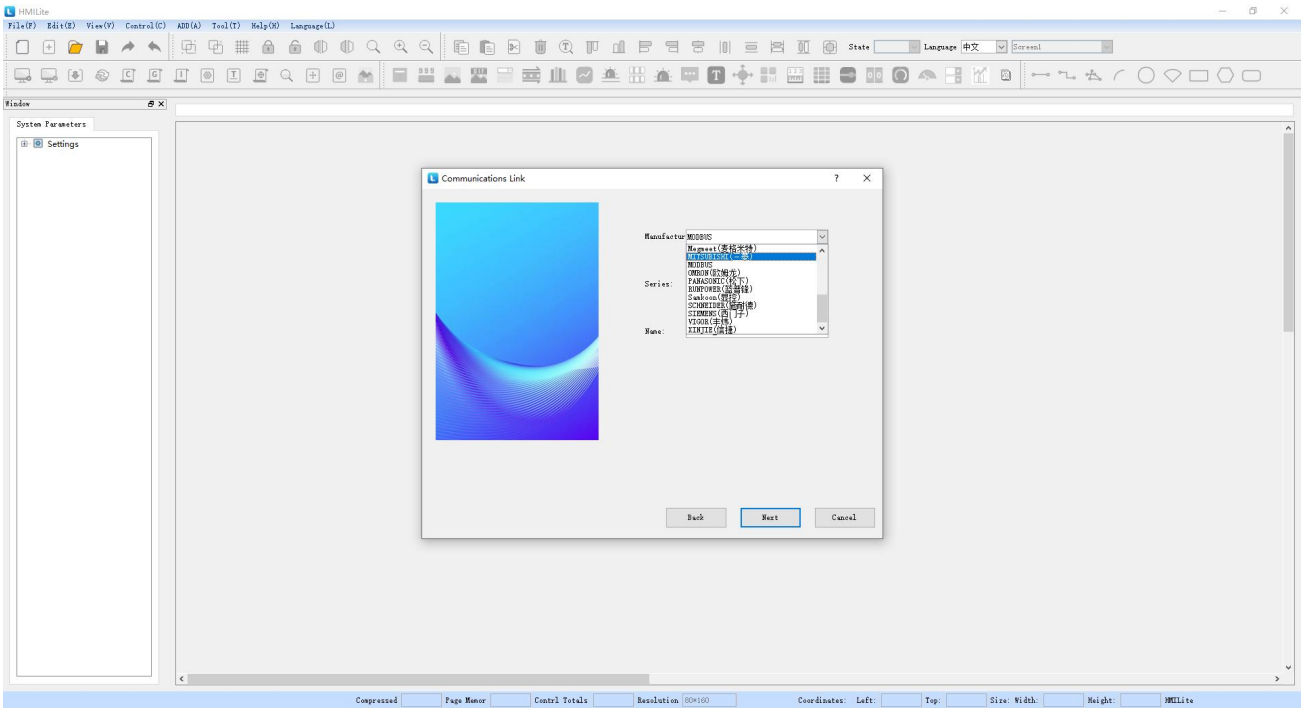 HMILite
File(F) Edit(E) View(V) Control(C) ADD(A) Tool(T) Help(H) Language(L)
State Language 中文 Screen1
Window
System Parameters
Settings
Communications Link
Manufactur MODBUS
Megmeet(麦格米特)
MITSUBISHI(三菱)
MODBUS
OMRON(欧姆龙)
Series:
PANASONIC(松下)
RUNPOWER(蓝普锋)
Samkoon(显控)
SCHNEIDER(施耐德)
SIEMENS(西门子)
VIGOR(丰炜)
Name:
XINJIE(信捷)
Back Next Cancel
Compressed Page Memor Contrl Totals Resolution 80*160 Coordinates: Left: Top: Size: Width: Height: HMILite